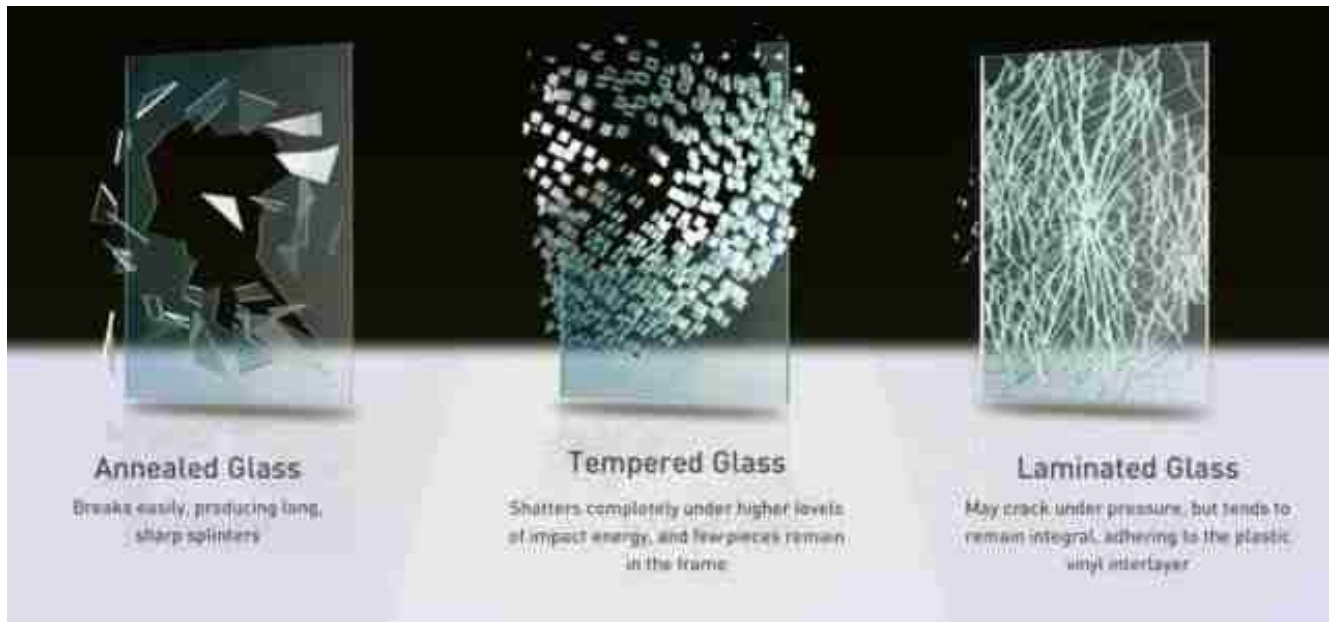 Annealed Glass
Breaks easily, producing long,
sharp splinters
Tempered Glass
Shatters completely under higher levels
of impact energy, and few pieces remain
in the frame
Laminated Glass
May crack under pressure, but tends to
remain integral, adhering to the plastic
vinyl interlayer